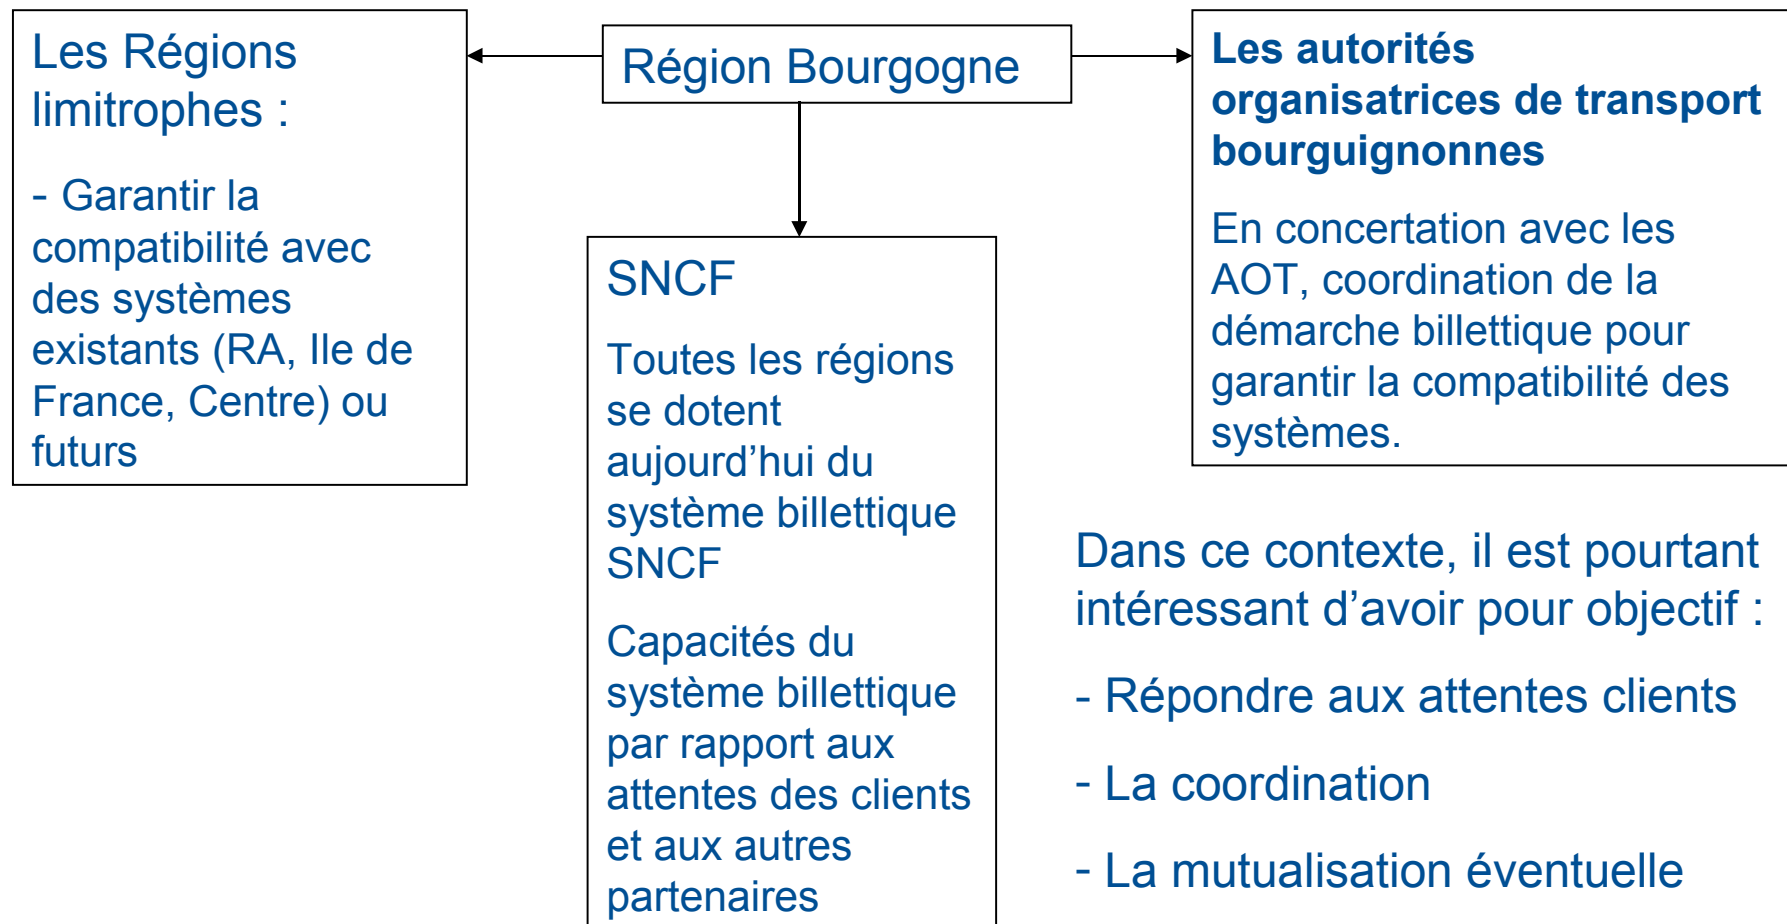 Les Régions
limitrophes :
- Garantir la
compatibilité avec
des systèmes
existants (RA, Ile de
France, Centre) ou
futurs
Région Bourgogne
SNCF
Toutes les régions
se dotent
aujourd’hui du
système billettique
SNCF
Capacités du
système billettique
par rapport aux
attentes des clients
et aux autres
partenaires
Les autorités
organisatrices de transport
bourguignonnes
En concertation avec les
AOT, coordination de la
démarche billettique pour
garantir la compatibilité des
systèmes.
Dans ce contexte, il est pourtant
intéressant d’avoir pour objectif :
- Répondre aux attentes clients
- La coordination
- La mutualisation éventuelle